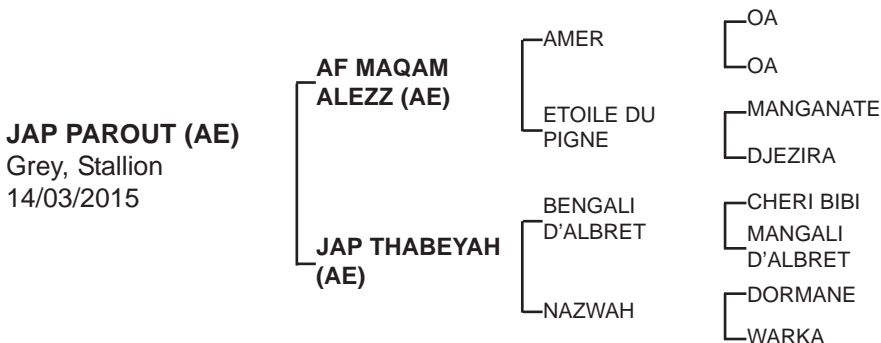 JAP PAROUT (AE)
Grey, Stallion
14/03/2015
AF MAQAM
ALEZZ (AE)
JAP THABEYAH
(AE)
AMER
ETOILE DU
PIGNE
BENGALI
D'ALBRET
NAZWAH
OA
OA
MANGANATE
DJEZIRA
CHERI BIBI
MANGALI
D'ALBRET
DORMANE
WARKA